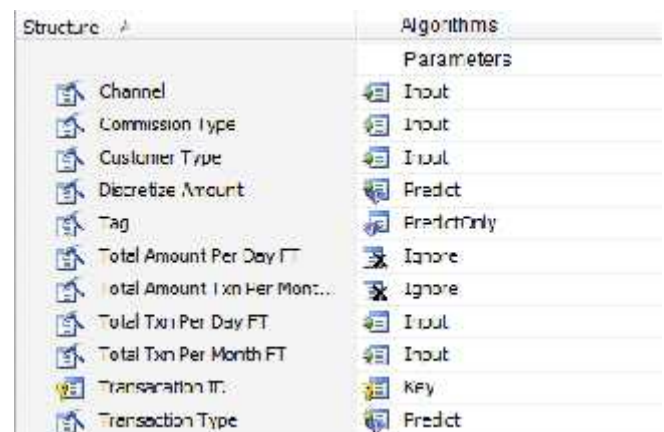 Structure Algorithms
Parameters
Channel Input
Commission Type Input
Customer Type Input
Discretize Amount Predict
Tag PredictOnly
Total Amount Per Day FT Ignore
Total Amount Txn Per Mont... Ignore
Total Txn Per Day FT Input
Total Txn Per Month FT Input
Transacation ID Key
Transaction Type Predict